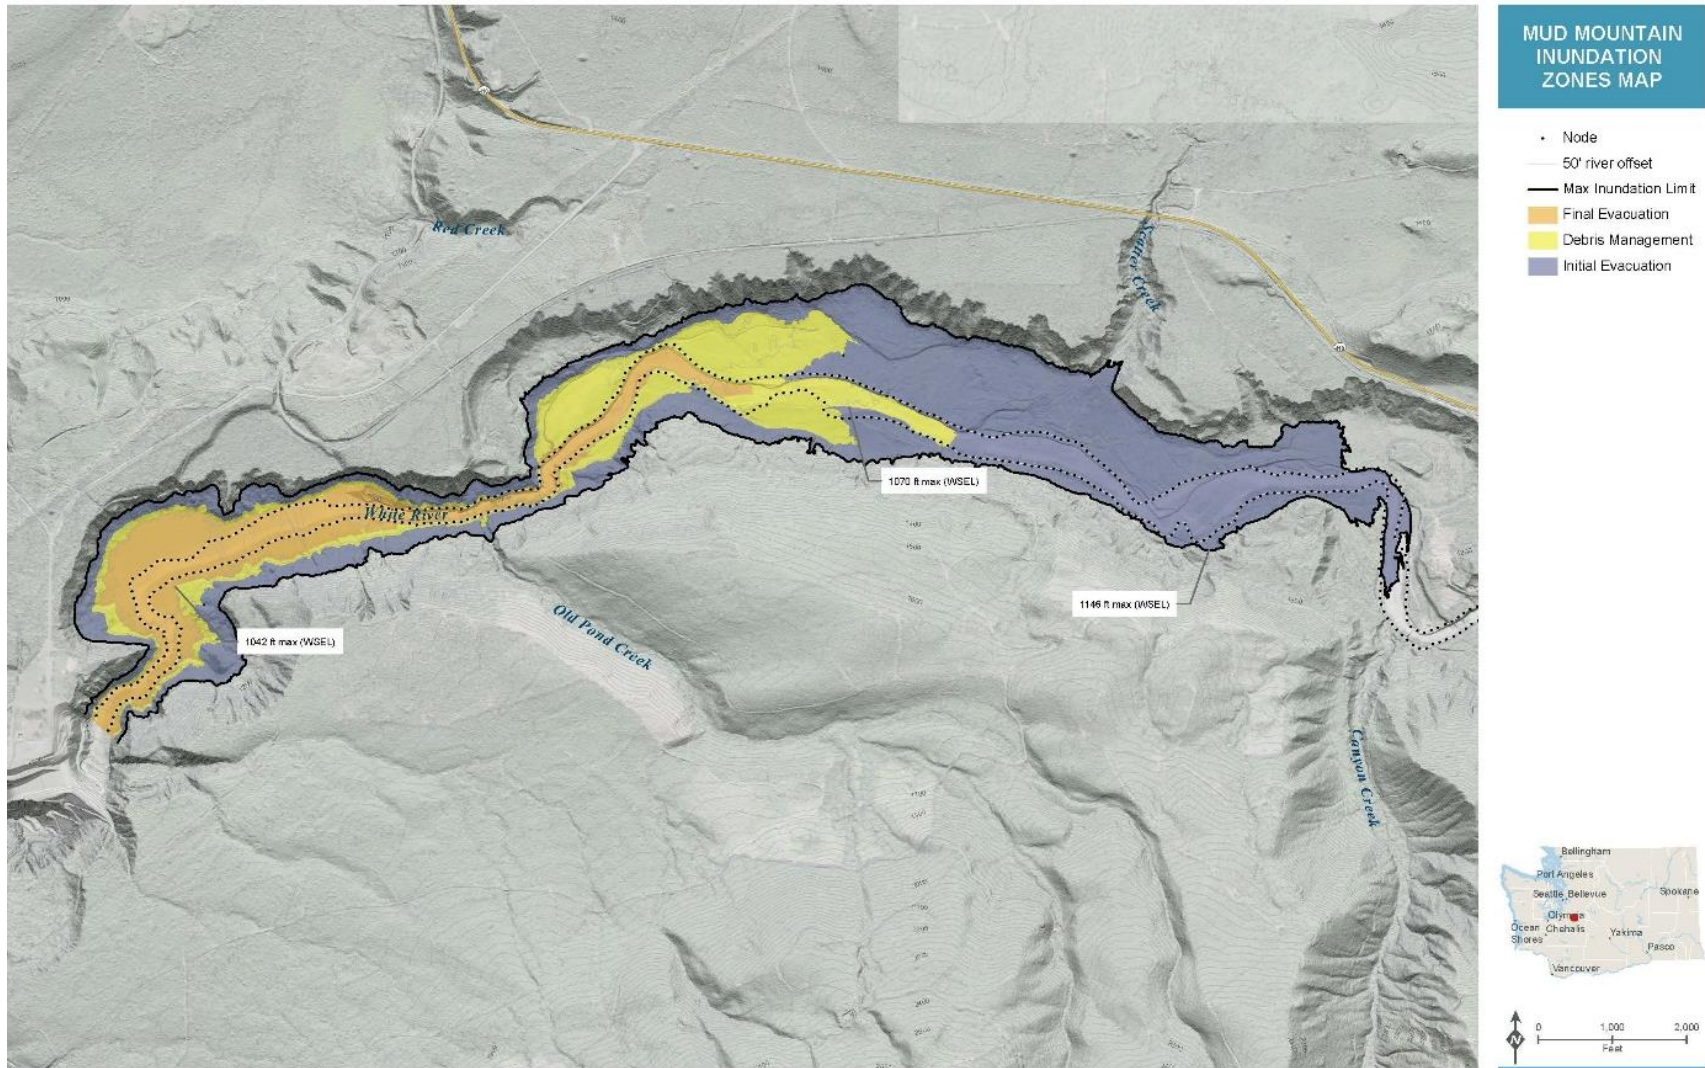 MUD MOUNTAIN
INUNDATION
ZONES MAP
Node
50' river offset
Max Inundation Limit
Final Evacuation
Debris Management
Initial Evacuation
Red Creek
Scatter Creek
1070 ft max (WSEL)
White River
1146 ft max (WSEL)
Old Pond Creek
1042 ft max (WSEL)
Canyon Creek
Bellingham
Port Angeles
Seattle Bellevue
Spokane
Olympia
Ocean
Shores
Chehalis
Yakima
Pasco
Vancouver
N
0 1,000 2,000
Feet